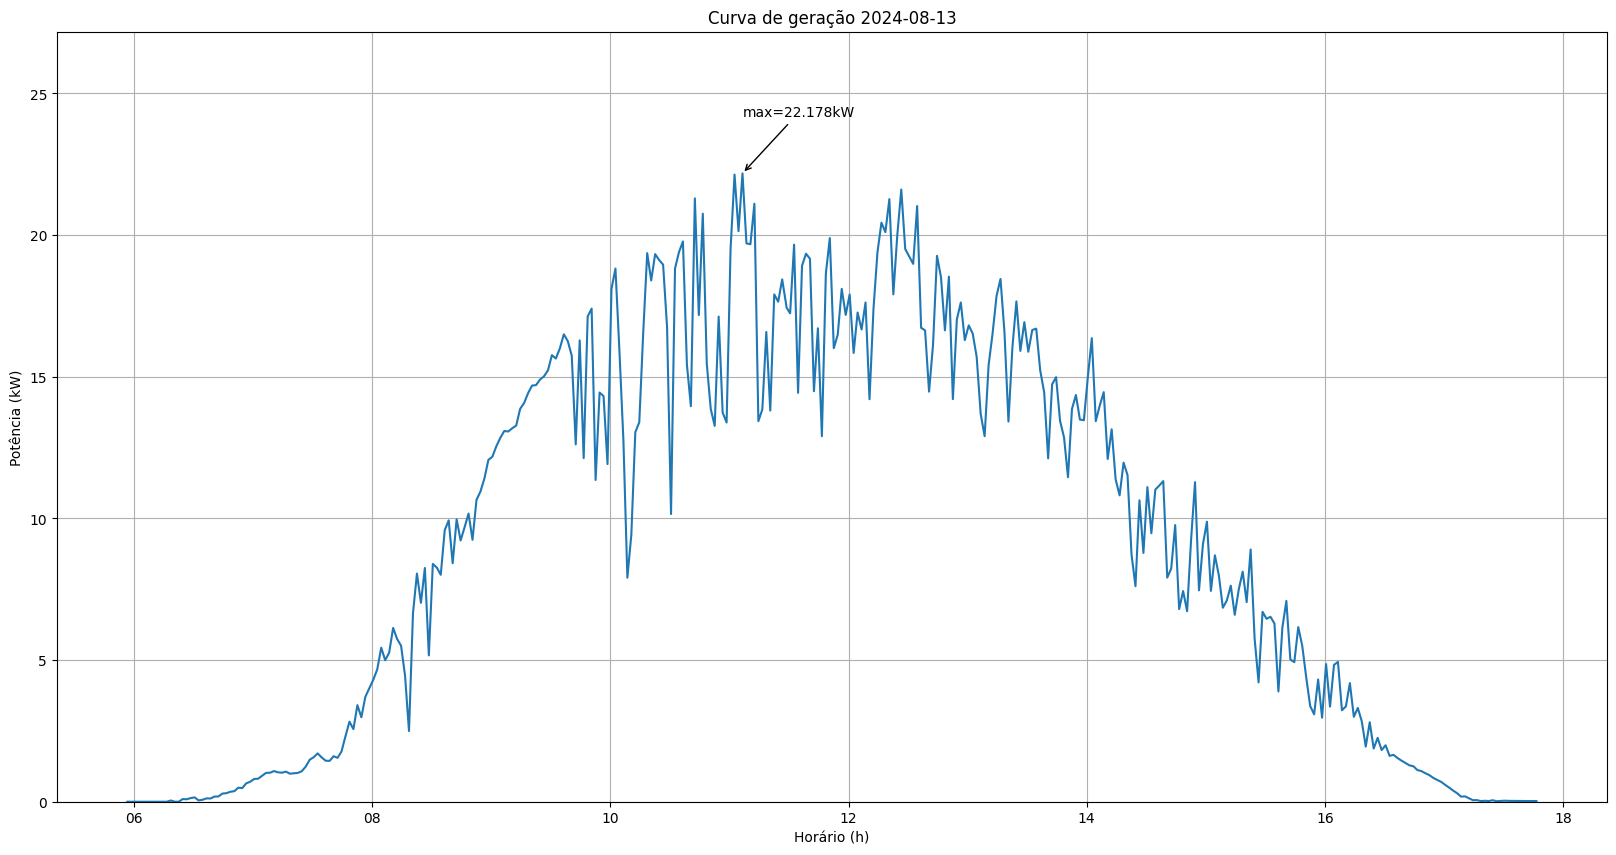 Curva de geração 2024-08-13
25
max=22.178kW
20
15
Potência (kW)
10
5
0
06 08 10 12 14 16 18
Horário (h)